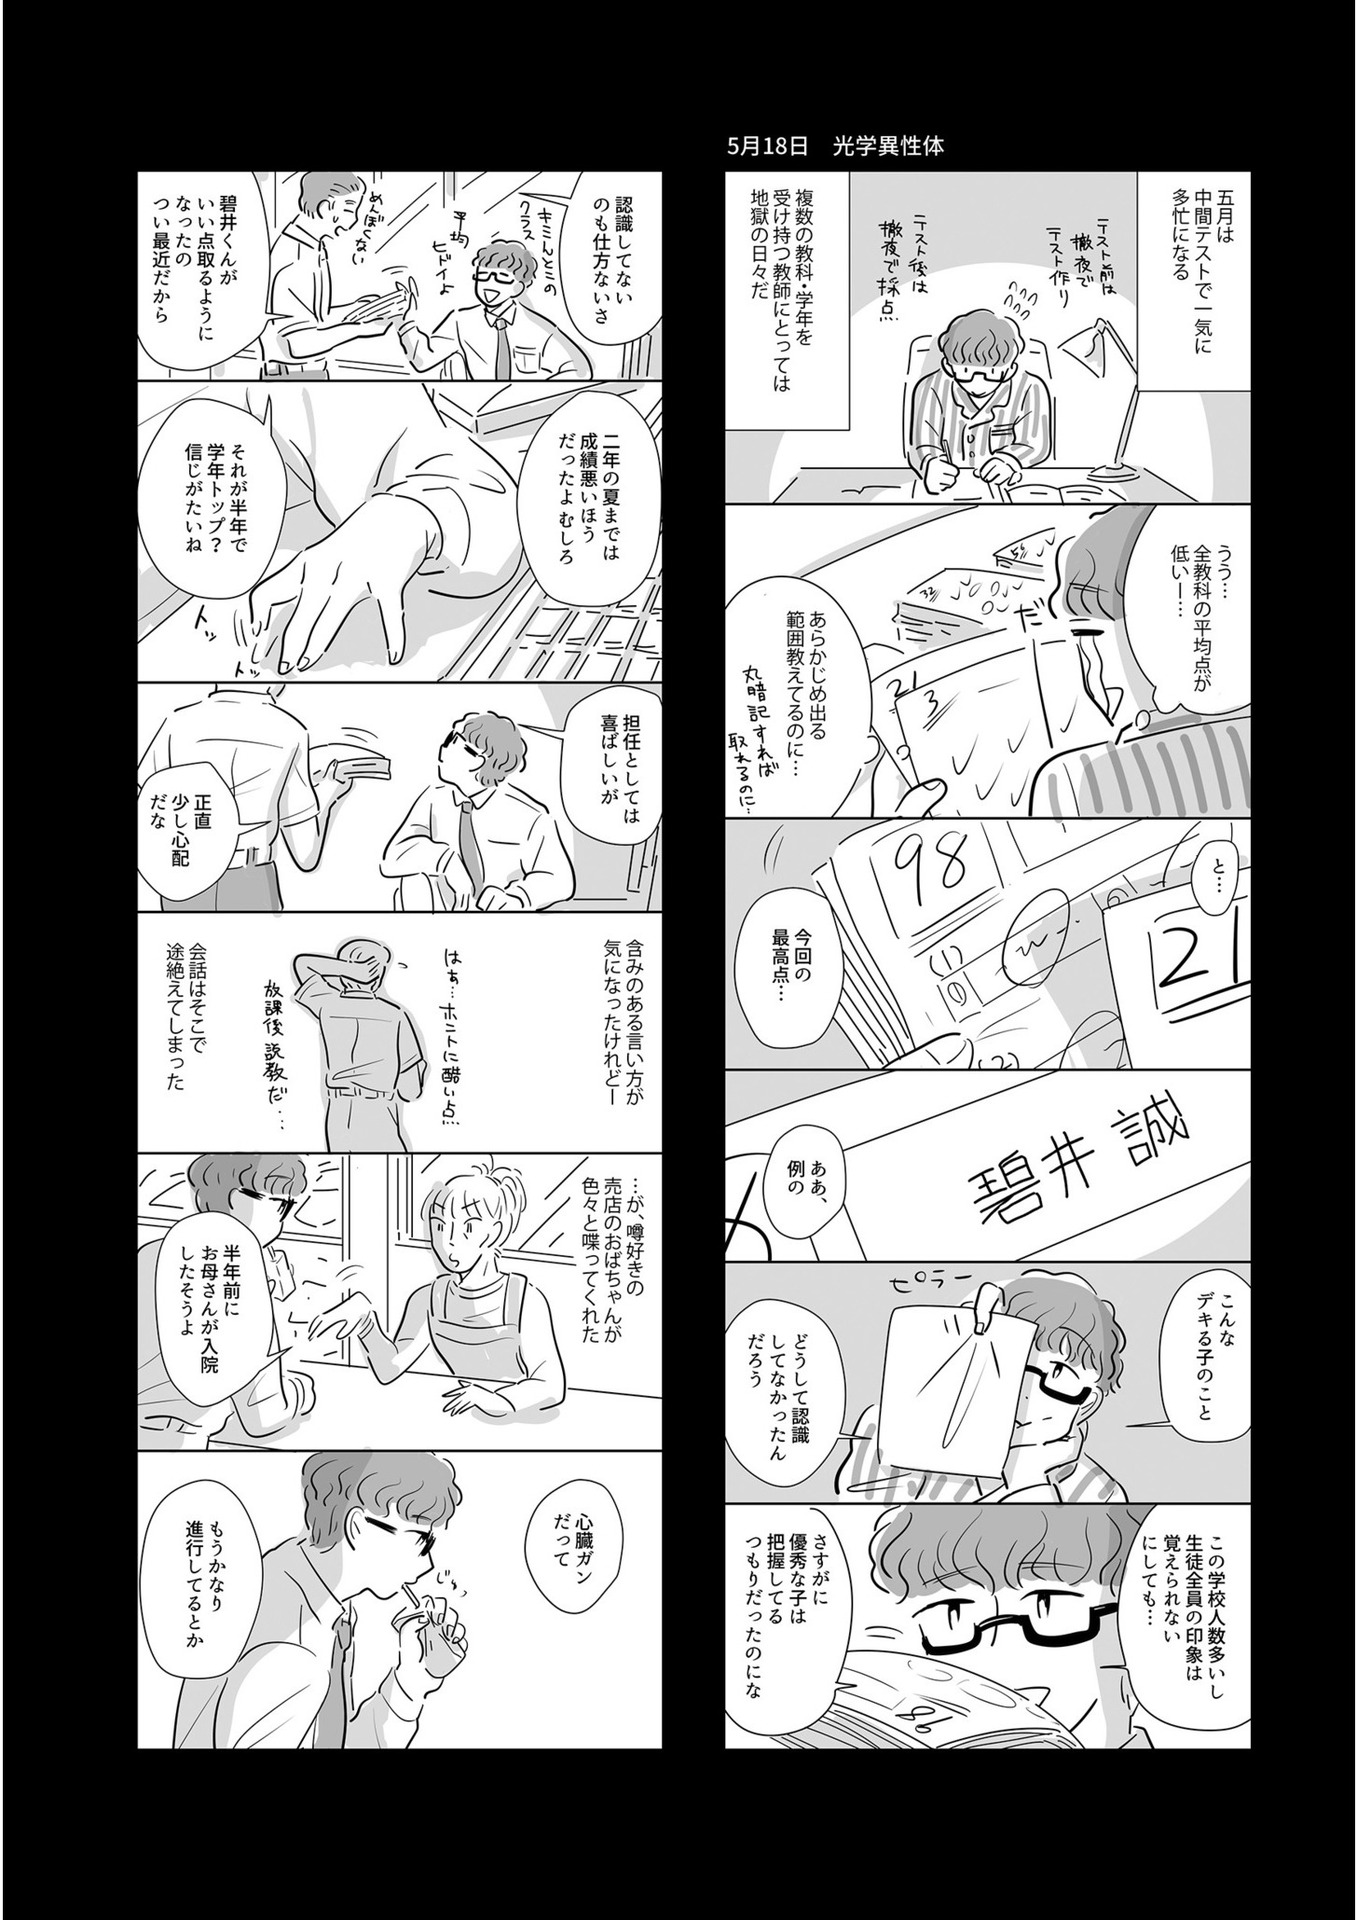 5月18日　光学異性体
五月は
中間テストで一気に
多忙になる
テスト前は
徹夜で
テスト作り
テスト後は
撤夜で採点
複数の教科・学年を
受け持つ教師にとっては
地獄の日々だ
うう…
全教科の平均点が
低いー…
32
だ
21
3
あらかじめ出る
範囲教えてるのに…
丸暗記すれば
取れるのに…
と…
21
98
(1)
(2)
今回の
最高点…
碧井 誠
ああ、
例の
こんな
デキる子のこと
ピラー
どうして認識
してなかったん
だろう
この学校人数多いし
生徒全員の印象は
覚えられない
にしても…
さすがに
優秀な子は
把握してる
つもりだったのにな
認識してない
のも仕方ないさ
キミんとこの
クラス
平均
ヒドイよ
めんぼくない
碧井くんが
いい点取るように
なったの
つい最近だから
二年の夏までは
成績悪いほう
だったよ むしろ
それが半年で
学年トップ?
信じがたいね
トッ
トッ
担任としては
喜ばしいが
正直
少し心配
だな
含みのある言い方が
気になったけれどー
はぁ…ホントに酷い点…
放課後説教だ…
会話はそこで
途絶えてしまった
…が、噂好きの
売店のおばちゃんが
色々と喋ってくれた
半年前に
お母さんが入院
したそうよ
心臓ガン
だって
じゅっ
もうかなり
進行してるとか